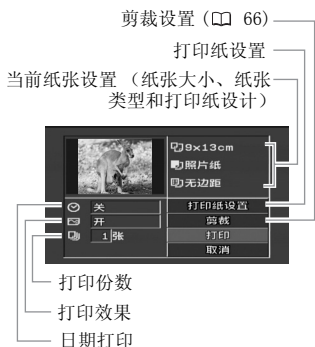 剪裁设置 (📖 66)
打印纸设置
当前纸张设置 （纸张大小、纸张
类型和打印纸设计）
9x13cm
照片纸
无边距
关
打印纸设置
开
剪裁
1张
打印
取消
打印份数
打印效果
日期打印